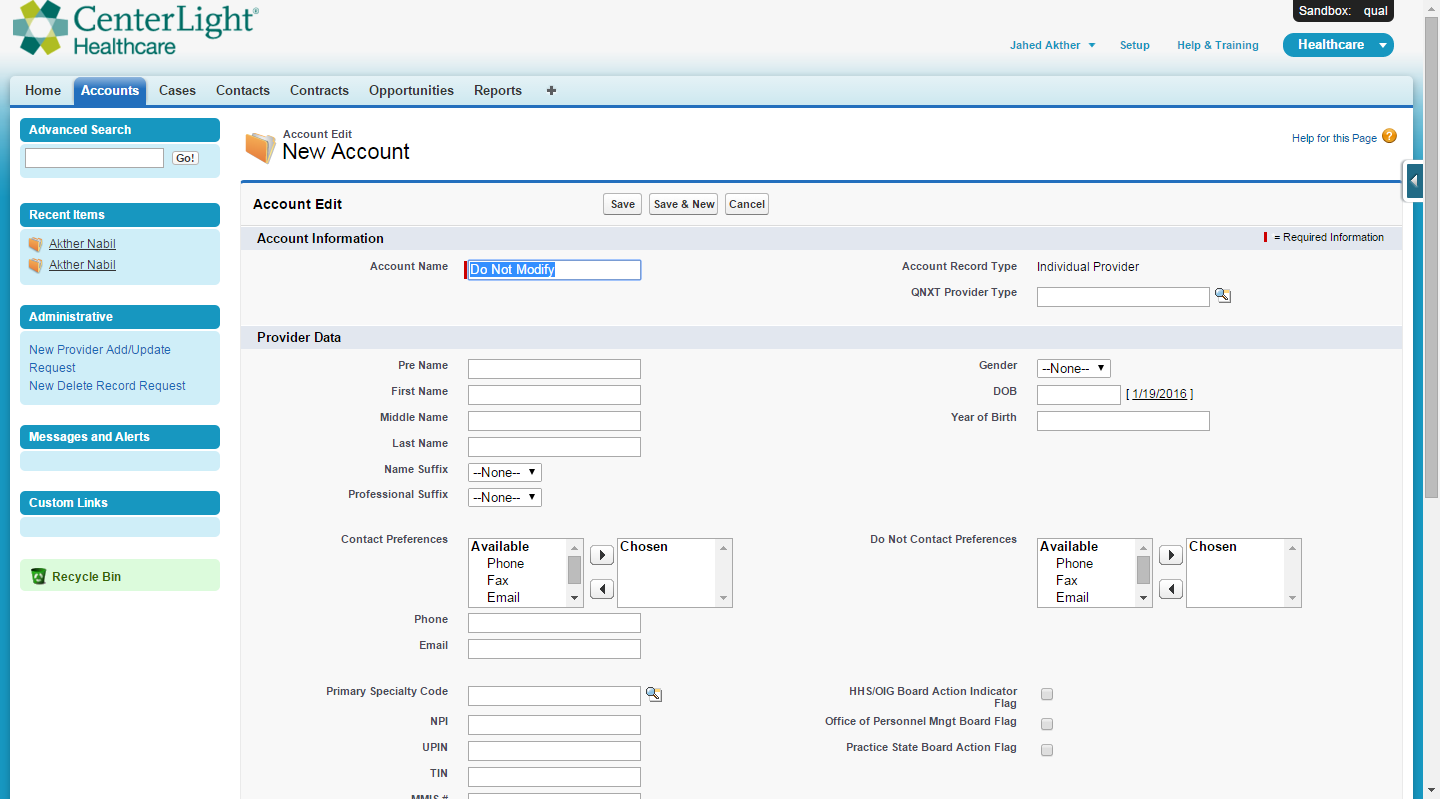 CenterLight®
Healthcare
Sandbox: qual
Jahed Akther Setup Help & Training Healthcare
Home Accounts Cases Contacts Contracts Opportunities Reports +
Advanced Search
Go!
Recent Items
Akther Nabil
Akther Nabil
Administrative
New Provider Add/Update
Request
New Delete Record Request
Messages and Alerts
Custom Links
Recycle Bin
Account Edit
New Account
Help for this Page ?
Account Edit Save Save & New Cancel
Account Information = Required Information
Account Name Do Not Modify Account Record Type Individual Provider
QNXT Provider Type
Provider Data
Pre Name Gender --None--
First Name DOB [ 1/19/2016 ]
Middle Name Year of Birth
Last Name
Name Suffix --None--
Professional Suffix --None--
Contact Preferences Available Chosen Do Not Contact Preferences Available Chosen
Phone Phone
Fax Fax
Email Email
Phone
Email
Primary Specialty Code HHS/OIG Board Action Indicator
Flag
NPI Office of Personnel Mngt Board Flag
UPIN Practice State Board Action Flag
TIN
MMIS #